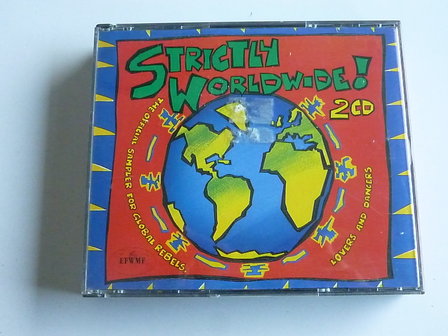 STRICTLY
WORLDWIDE!
2CD
THE OFFICIAL SAMPLER FOR GLOBAL REBELS,
LOVERS AND DANCERS
EFWMF